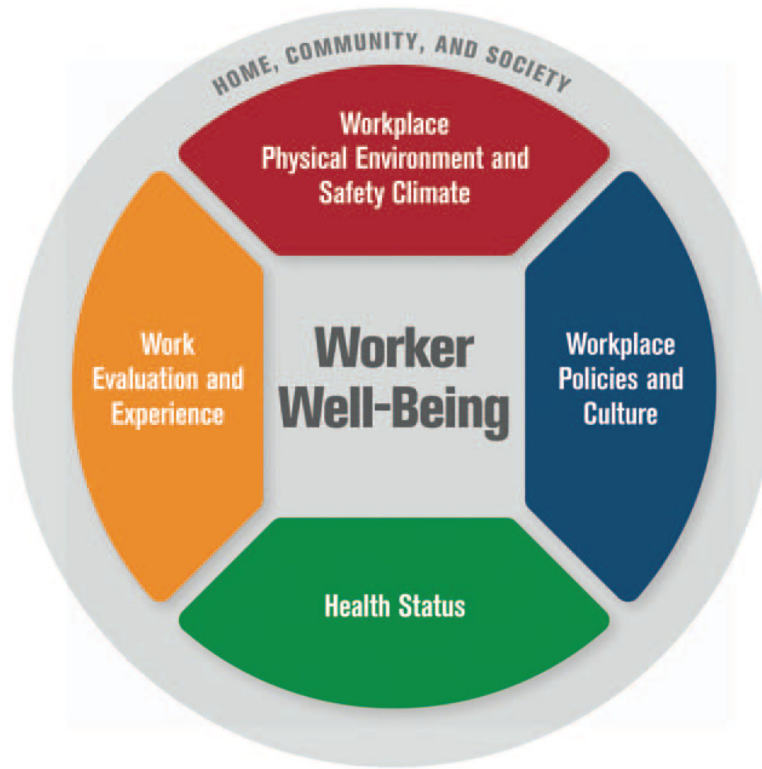 HOME, COMMUNITY, AND SOCIETY
Workplace
Physical Environment and
Safety Climate
Work
Evaluation and
Experience
Worker
Well-Being
Workplace
Policies and
Culture
Health Status